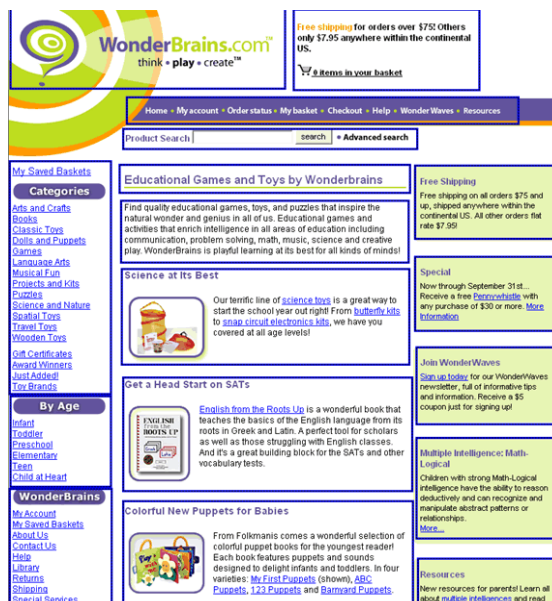 WonderBrains.com™
think • play • create™
Free shipping for orders over $75! Others
only $7.95 anywhere within the continental
US.
0 items in your basket
Home • My account • Order status • My basket • Checkout • Help • Wonder Waves • Resources
Product Search search • Advanced search
My Saved Baskets
Categories
Arts and Crafts
Books
Classic Toys
Dolls and Puppets
Games
Language Arts
Musical Fun
Projects and Kits
Puzzles
Science and Nature
Spatial Toys
Travel Toys
Wooden Toys
Gift Certificates
Award Winners
Just Added!
Toy Brands
By Age
Infant
Toddler
Preschool
Elementary
Teen
Child at Heart
WonderBrains
My Account
My Saved Baskets
About Us
Contact Us
Help
Library
Returns
Shipping
Special Services
Educational Games and Toys by Wonderbrains
Find quality educational games, toys, and puzzles that inspire the
natural wonder and genius in all of us. Educational games and
activities that enrich intelligence in all areas of education including
communication, problem solving, math, music, science and creative
play. WonderBrains is playful learning at its best for all kinds of minds!
Science at Its Best
Our terrific line of science toys is a great way to
start the school year out right! From butterfly kits
to snap circuit electronics kits, we have you
covered at all age levels!
Get a Head Start on SATs
ENGLISH
from the
ROOTS UP
English from the Roots Up is a wonderful book that
teaches the basics of the English language from its
roots in Greek and Latin. A perfect tool for scholars
as well as those struggling with English classes.
And it's a great building block for the SATs and other
vocabulary tests.
Colorful New Puppets for Babies
From Folkmanis comes a wonderful selection of
colorful puppet books for the youngest reader!
Each book features puppets and sounds
designed to delight infants and toddlers. In four
varieties: My First Puppets (shown), ABC
Puppets, 123 Puppets and Barnyard Puppets.
Free Shipping
Free shipping on all orders $75 and
up, shipped anywhere within the
continental US. All other orders flat
rate $7.95!
Special
Now through September 31st...
Receive a free Pennywhistle with
any purchase of $30 or more. More
Information
Join WonderWaves
Sign up today for our WonderWaves
newsletter, full of informative tips
and information. Receive a $5
coupon just for signing up!
Multiple Intelligence: Math-
Logical
Children with strong Math-Logical
intelligence have the ability to reason
deductively and can recognize and
manipulate abstract patterns or
relationships.
More...
Resources
New resources for parents! Learn all
about multiple intelligences and read